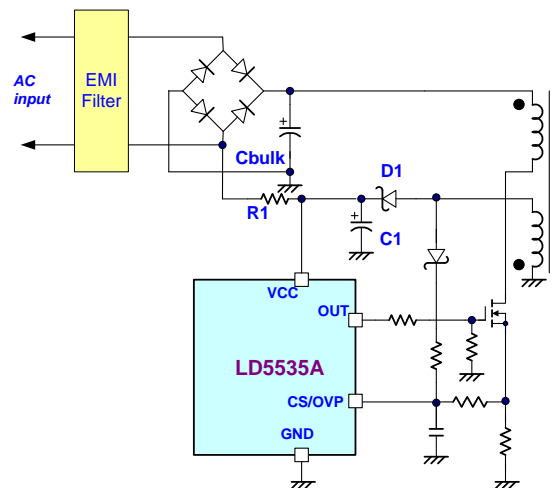 AC
input
EMI
Filter
+
Cbulk
D1
R1
+
C1
VCC
OUT
LD5535A
CS/OVP
GND